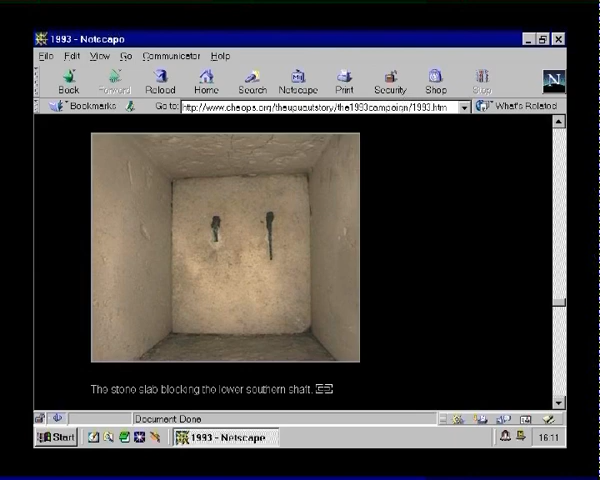 1993 - Netscape
File Edit View Go Communicator Help
Back Forward Reload Home Search Netscape Print Security Shop Stop
N
Bookmarks Go to: http://www.cheops.org/theupuautstory/the1993campaign/1993.htm What's Related
The stone slab blocking the lower southern shaft.
Document Done
Start 1993 - Netscape 16:11